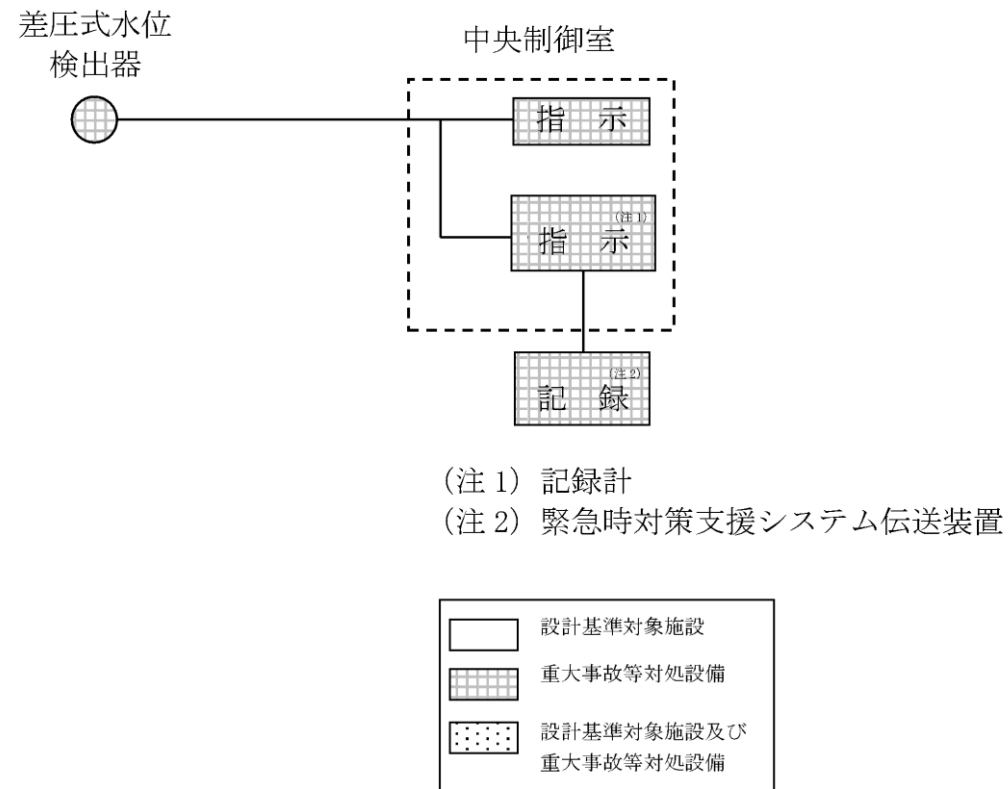 差圧式水位
検出器
中央制御室
指　示
(注1)
指　示
(注2)
記　録
(注 1) 記録計
(注 2) 緊急時対策支援システム伝送装置
設計基準対象施設
重大事故等対処設備
設計基準対象施設及び
重大事故等対処設備